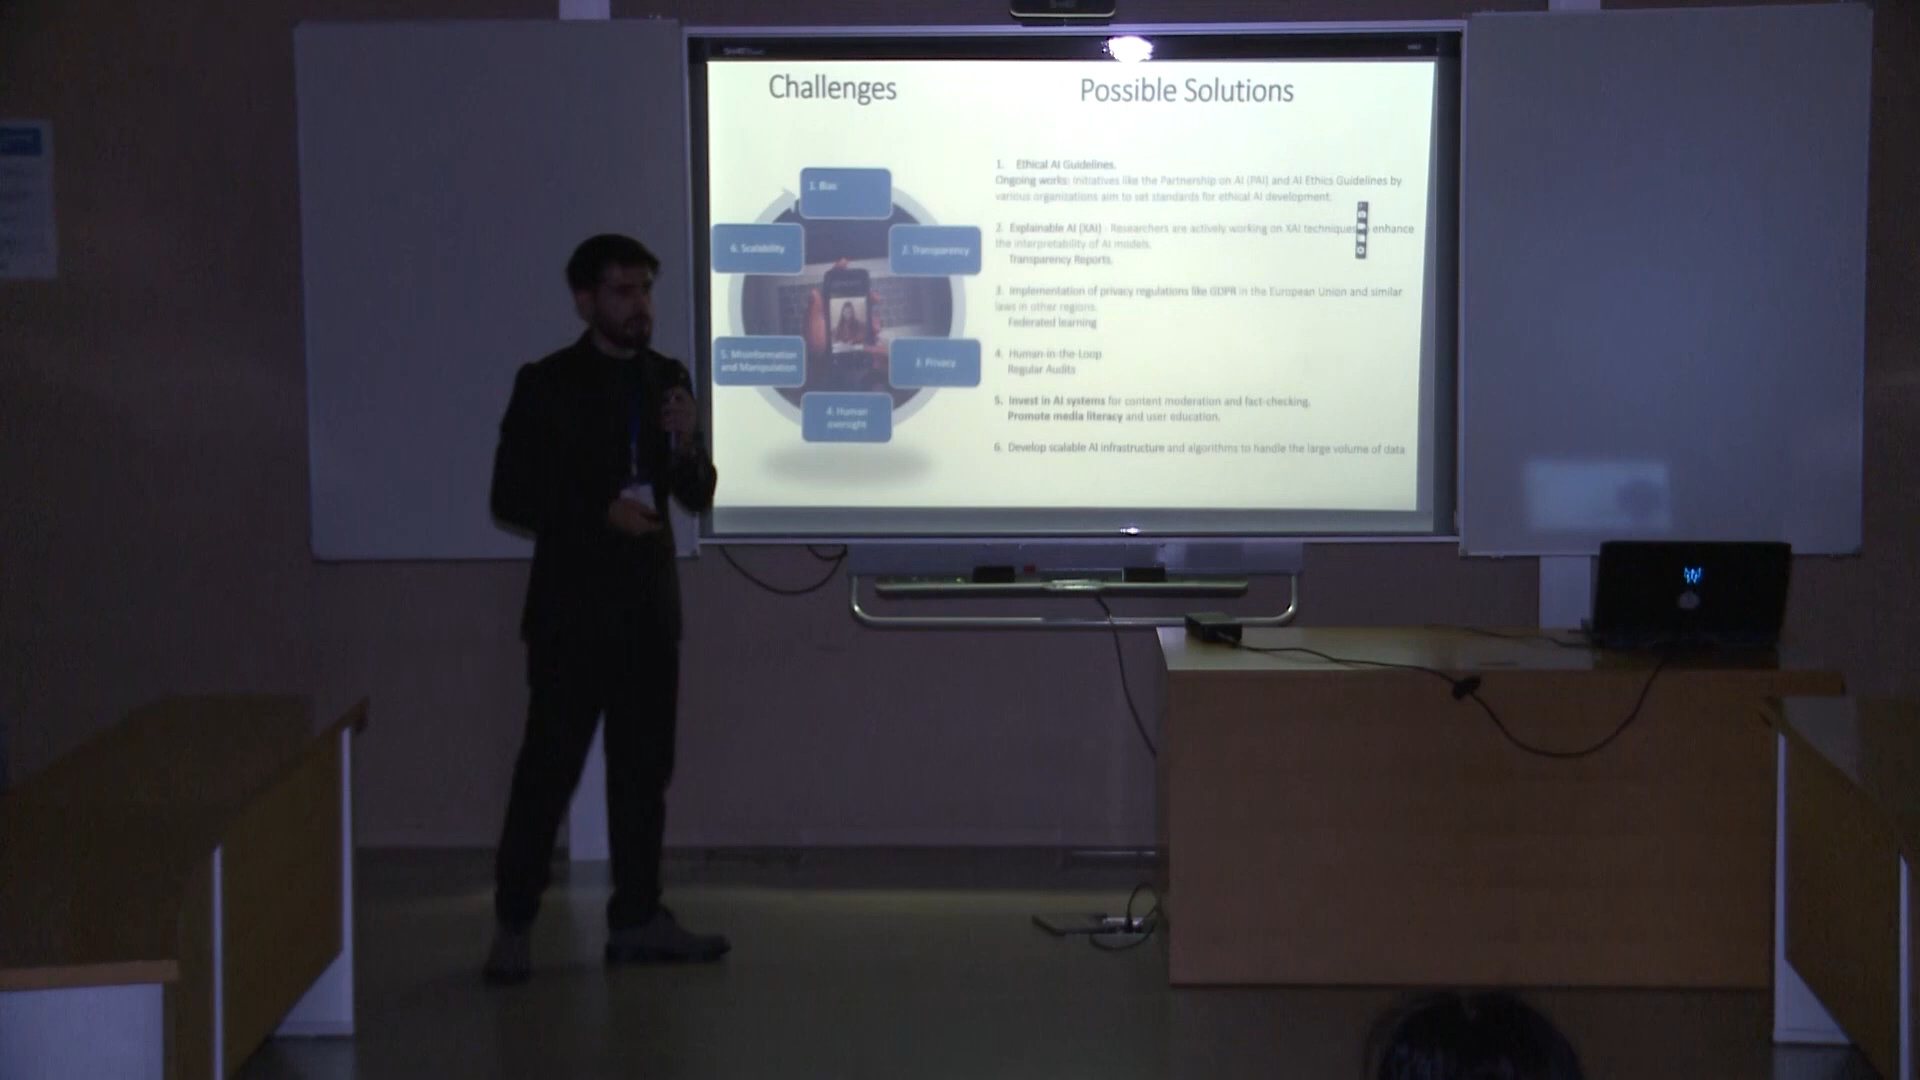 Challenges
Possible Solutions
1. Bias
2. Transparency
3. Privacy
4. Human
oversight
5. Misinformation
and Manipulation
6. Scalability
1. Ethical AI Guidelines.
Ongoing works: Initiatives like the Partnership on AI (PAI) and AI Ethics Guidelines by
various organizations aim to set standards for ethical AI development.
2. Explainable AI (XAI) - Researchers are actively working on XAI techniques enhance
the interpretability of AI models.
Transparency Reports.
3. Implementation of privacy regulations like GDPR in the European Union and similar
laws in other regions.
Federated learning
4. Human-in-the-Loop
Regular Audits
5. Invest in AI systems for content moderation and fact-checking.
Promote media literacy and user education.
6. Develop scalable AI infrastructure and algorithms to handle the large volume of data